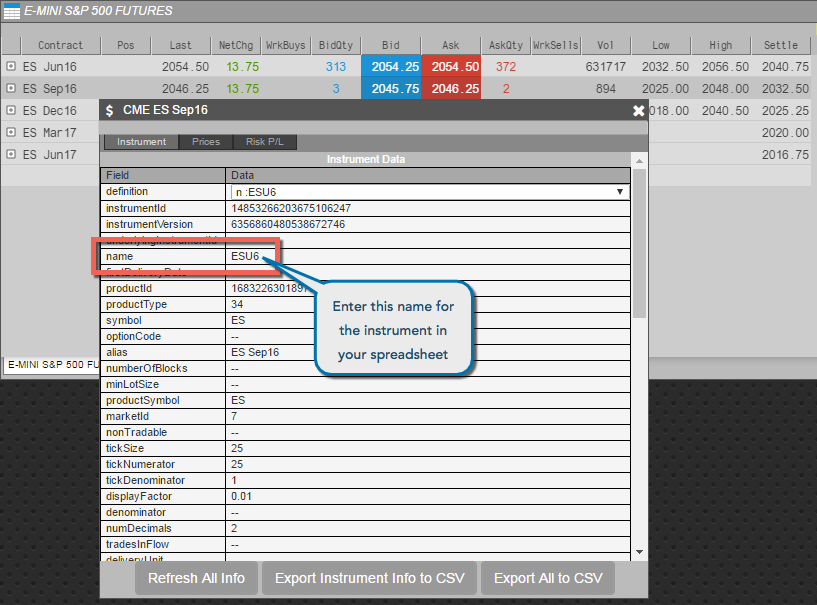 E-MINI S&P 500 FUTURES
Contract Pos Last NetChg WrkBuys BidQty Bid Ask AskQty WrkSells Vol Low High Settle
ES Jun16 2054.50 13.75 313 2054.25 2054.50 372 631717 2032.50 2056.50 2040.75
ES Sep16 2046.25 13.75 3 2045.75 2046.25 2 894 2025.00 2048.00 2032.50
ES Dec16 018.00 2040.50 2025.25
ES Mar17 2020.00
ES Jun17 2016.75
$ CME ES Sep16
Instrument Prices Risk P/L
Instrument Data
Field Data
definition n :ESU6
instrumentId 14853266203675106247
instrumentVersion 6356860480538672746
underlyingInstrumentId
name ESU6
firstDeliveryDate
productId 1683226301891
productType 34
symbol ES
optionCode --
alias ES Sep16
numberOfBlocks --
minLotSize --
productSymbol ES
marketId 7
nonTradable --
tickSize 25
tickNumerator 25
tickDenominator 1
displayFactor 0.01
denominator --
numDecimals 2
tradesInFlow --
deliveryUnit
Enter this name for
the instrument in
your spreadsheet
E-MINI S&P 500 FU
Refresh All Info Export Instrument Info to CSV Export All to CSV